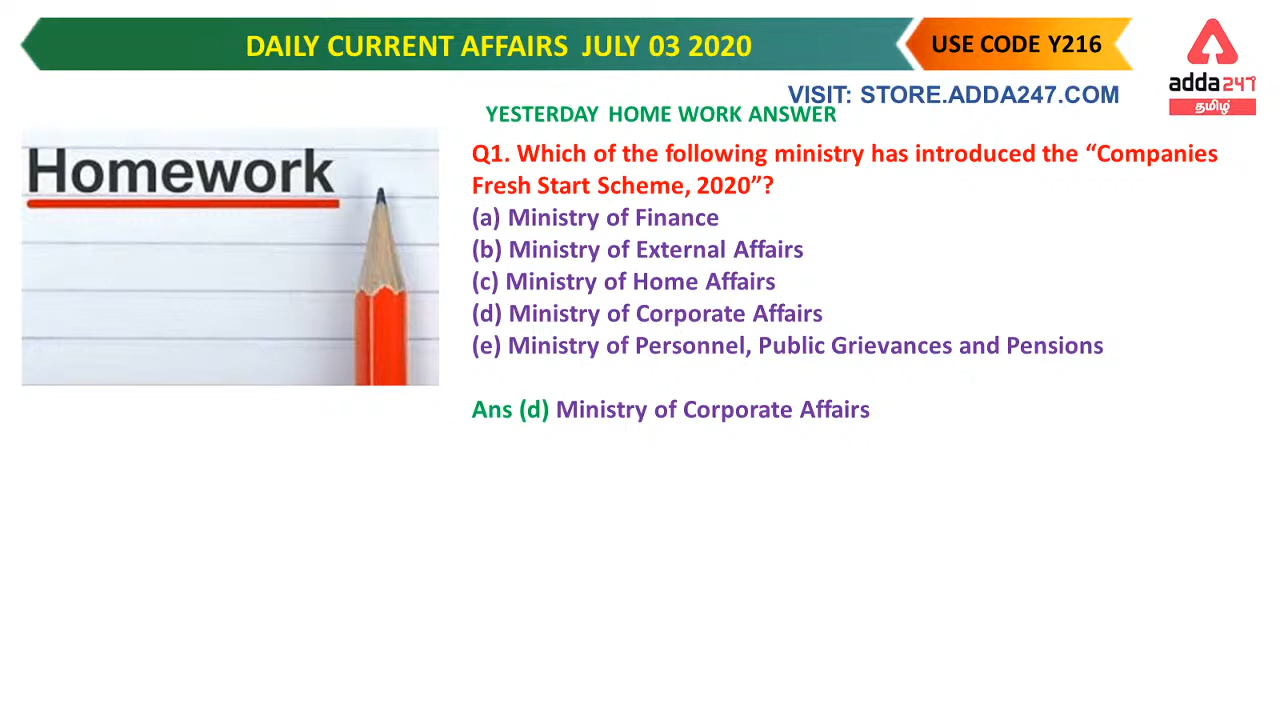 DAILY CURRENT AFFAIRS  JULY 03 2020
USE CODE Y216
adda247
தமிழ்
VISIT: STORE.ADDA247.COM
YESTERDAY HOME WORK ANSWER
Homework
Q1. Which of the following ministry has introduced the “Companies
Fresh Start Scheme, 2020”?
(a) Ministry of Finance
(b) Ministry of External Affairs
(c) Ministry of Home Affairs
(d) Ministry of Corporate Affairs
(e) Ministry of Personnel, Public Grievances and Pensions
Ans (d) Ministry of Corporate Affairs